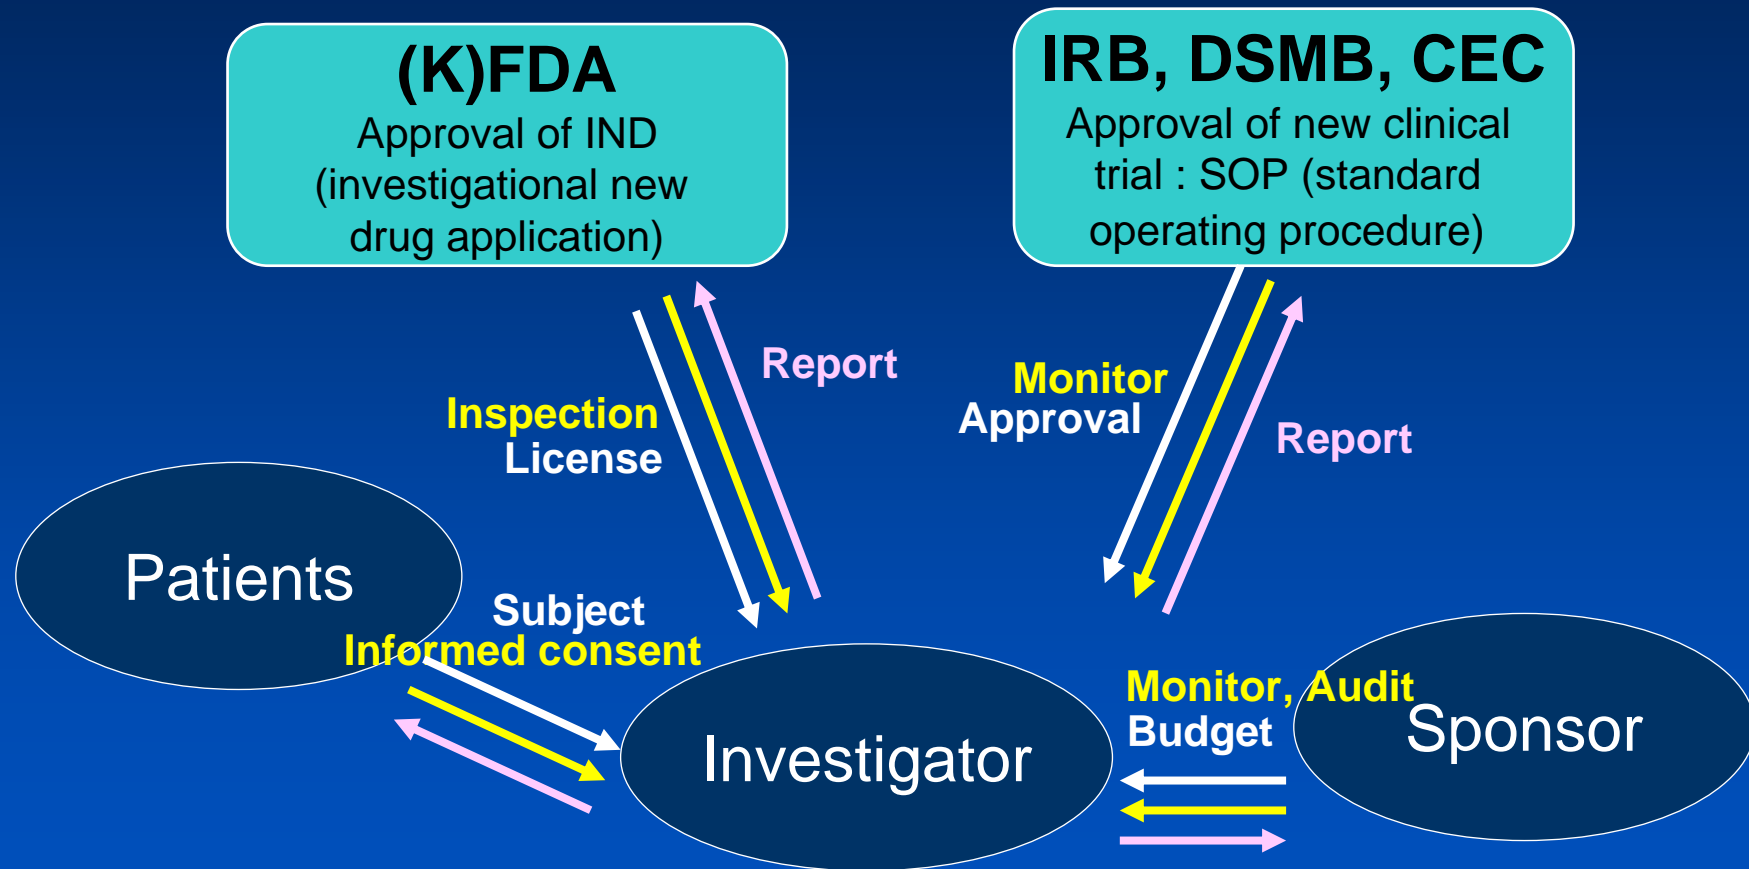 (K)FDA
Approval of IND
(investigational new
drug application)
IRB, DSMB, CEC
Approval of new clinical
trial : SOP (standard
operating procedure)
Report
Inspection
License
Monitor
Approval
Report
Patients
Subject
Informed consent
Investigator
Monitor, Audit
Budget
Sponsor